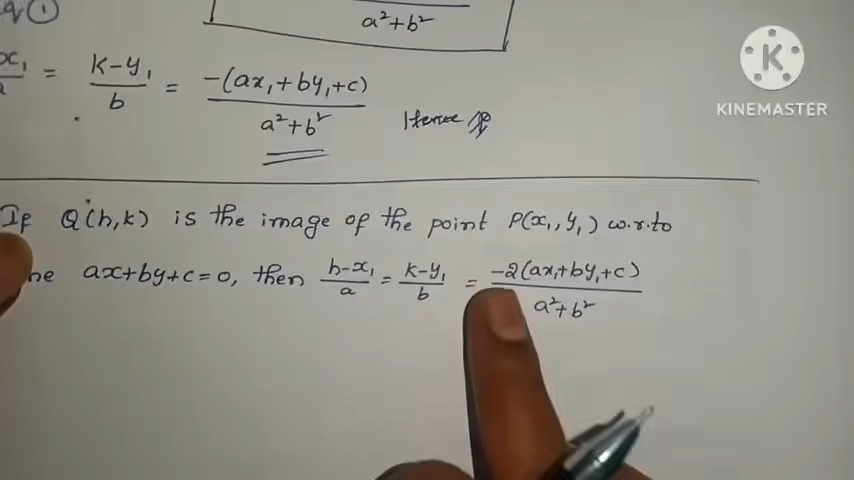 q ①
a²+b²
x₁/a = (k-y₁)/b = -(ax₁+by₁+c)/(a²+b²) Hence
If Q(h,k) is the image of the point P(x₁,y₁) w.r.to
ne ax+by+c=0, then (h-x₁)/a = (k-y₁)/b = -2(ax₁+by₁+c)/(a²+b²)
K
KINEMASTER